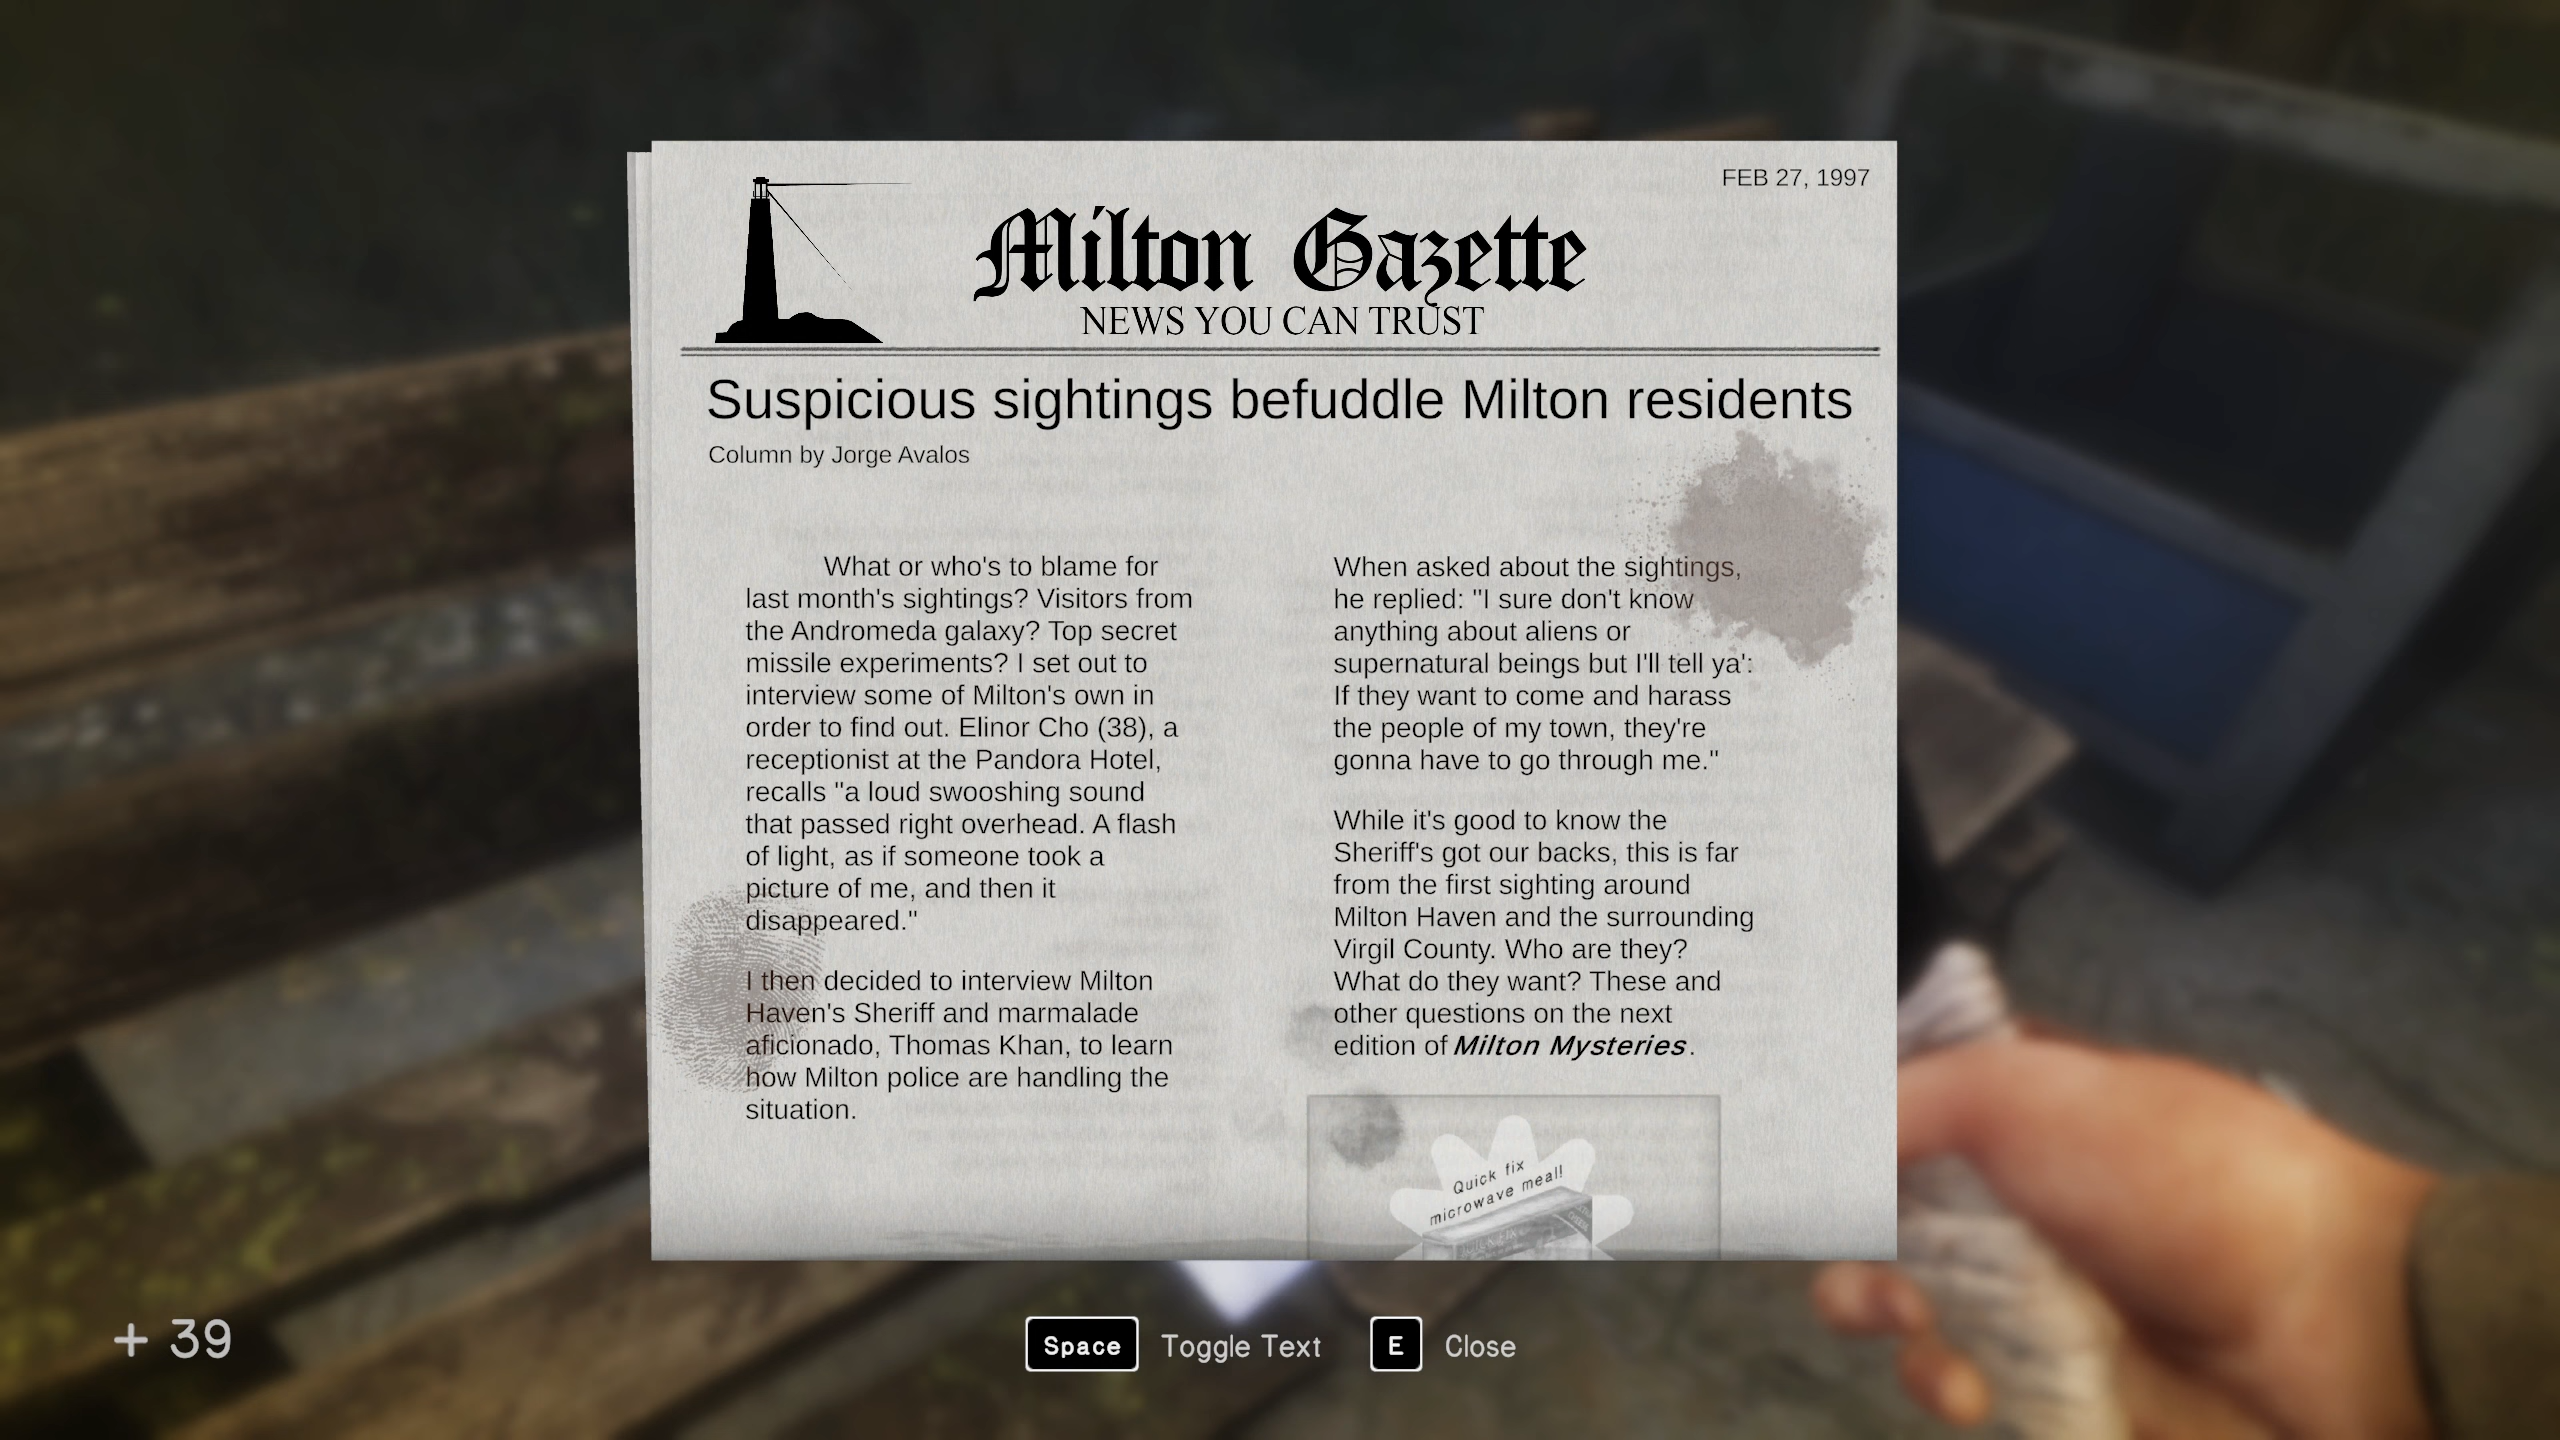 FEB 27, 1997
Milton Gazette
NEWS YOU CAN TRUST
Suspicious sightings befuddle Milton residents
Column by Jorge Avalos
What or who's to blame for
last month's sightings? Visitors from
the Andromeda galaxy? Top secret
missile experiments? I set out to
interview some of Milton's own in
order to find out. Elinor Cho (38), a
receptionist at the Pandora Hotel,
recalls "a loud swooshing sound
that passed right overhead. A flash
of light, as if someone took a
picture of me, and then it
disappeared."
I then decided to interview Milton
Haven's Sheriff and marmalade
aficionado, Thomas Khan, to learn
how Milton police are handling the
situation.
When asked about the sightings,
he replied: "I sure don't know
anything about aliens or
supernatural beings but I'll tell ya':
If they want to come and harass
the people of my town, they're
gonna have to go through me."
While it's good to know the
Sheriff's got our backs, this is far
from the first sighting around
Milton Haven and the surrounding
Virgil County. Who are they?
What do they want? These and
other questions on the next
edition of Milton Mysteries.
Quick fix
microwave meal!
+ 39
Space Toggle Text E Close